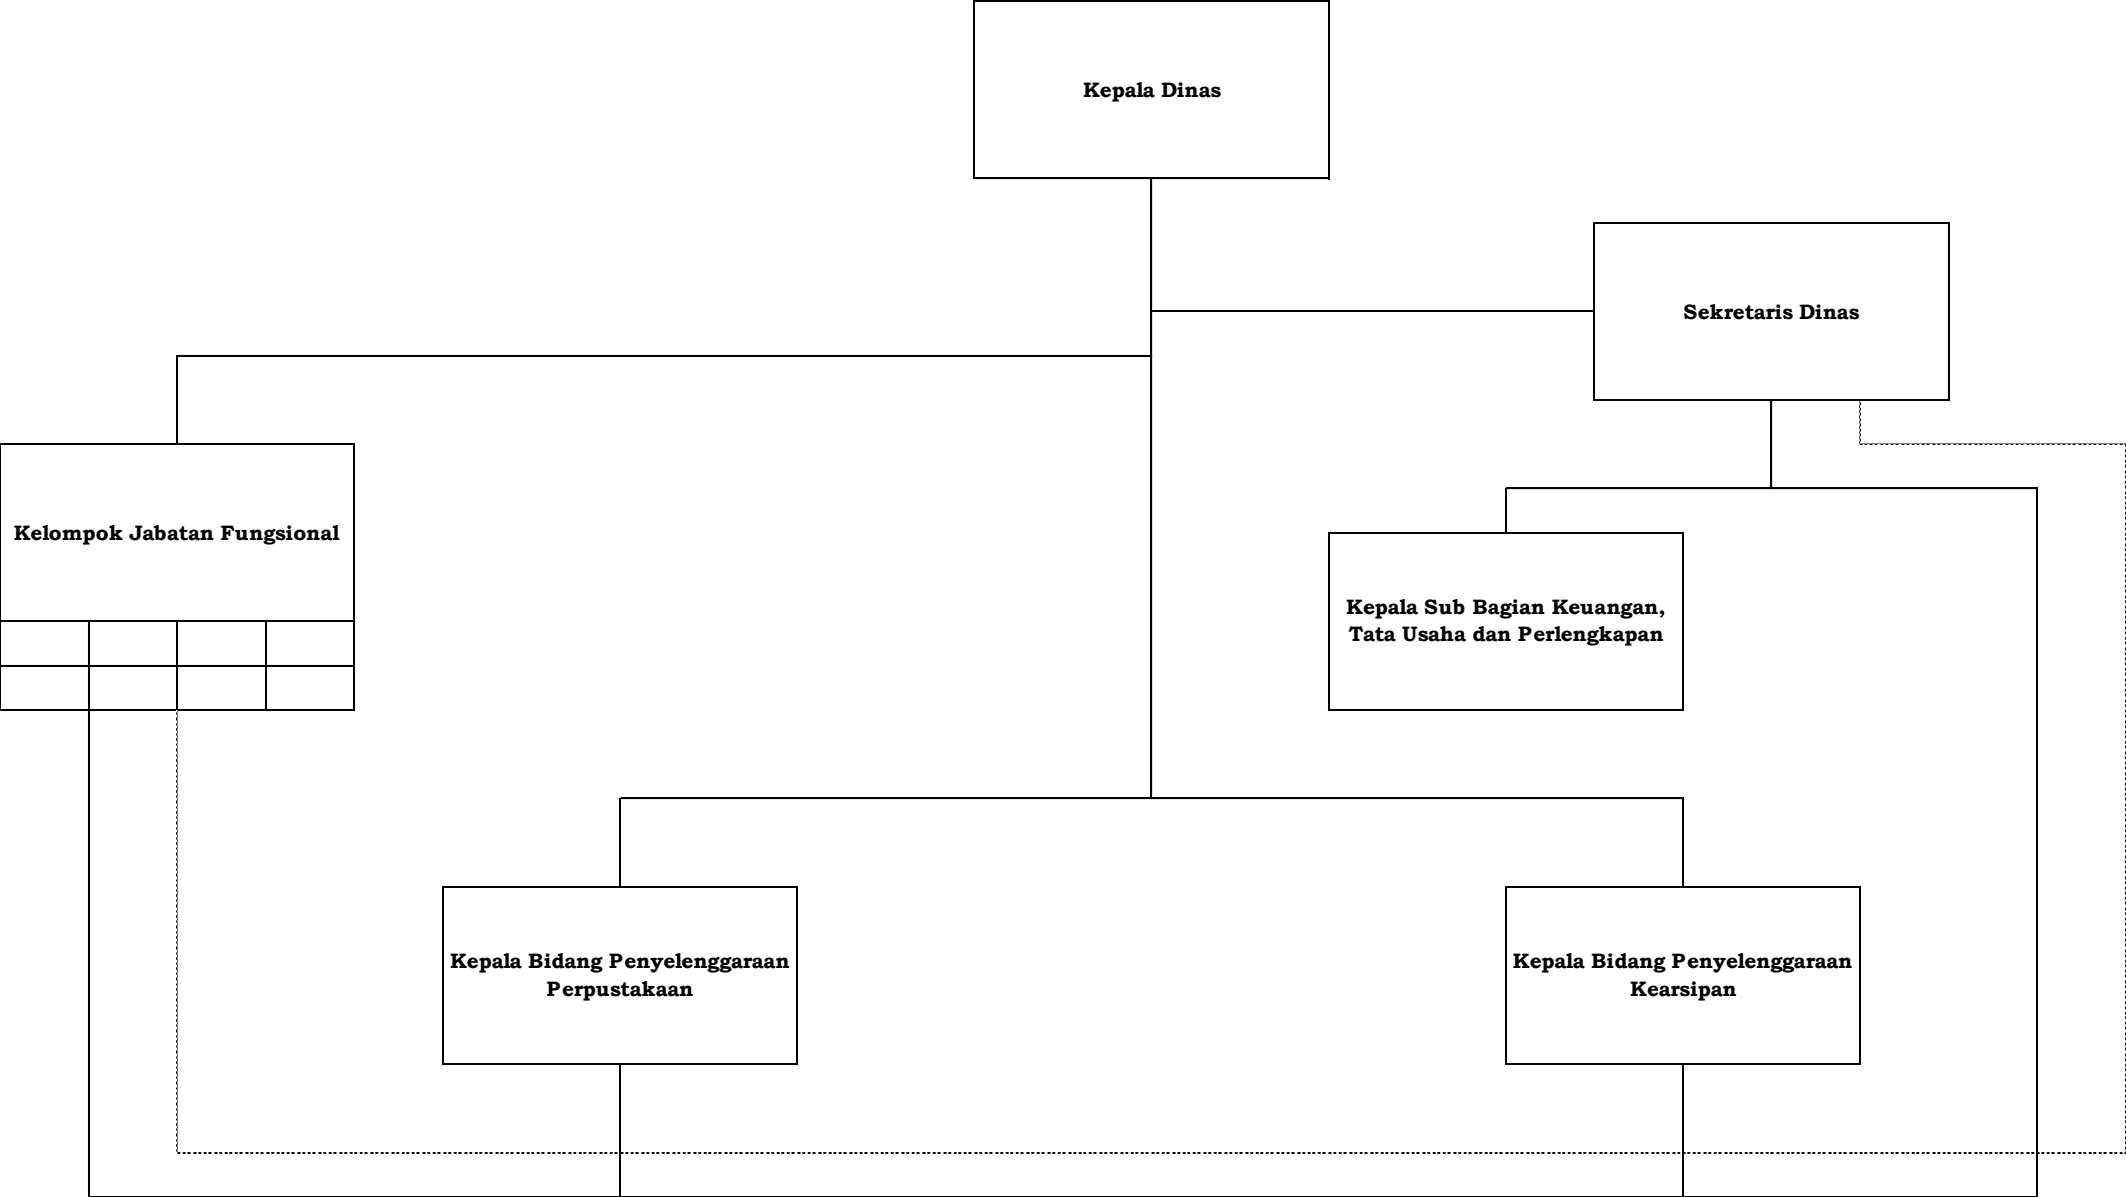 Kepala Dinas
Sekretaris Dinas
Kelompok Jabatan Fungsional
Kepala Sub Bagian Keuangan,
Tata Usaha dan Perlengkapan
Kepala Bidang Penyelenggaraan
Perpustakaan
Kepala Bidang Penyelenggaraan
Kearsipan